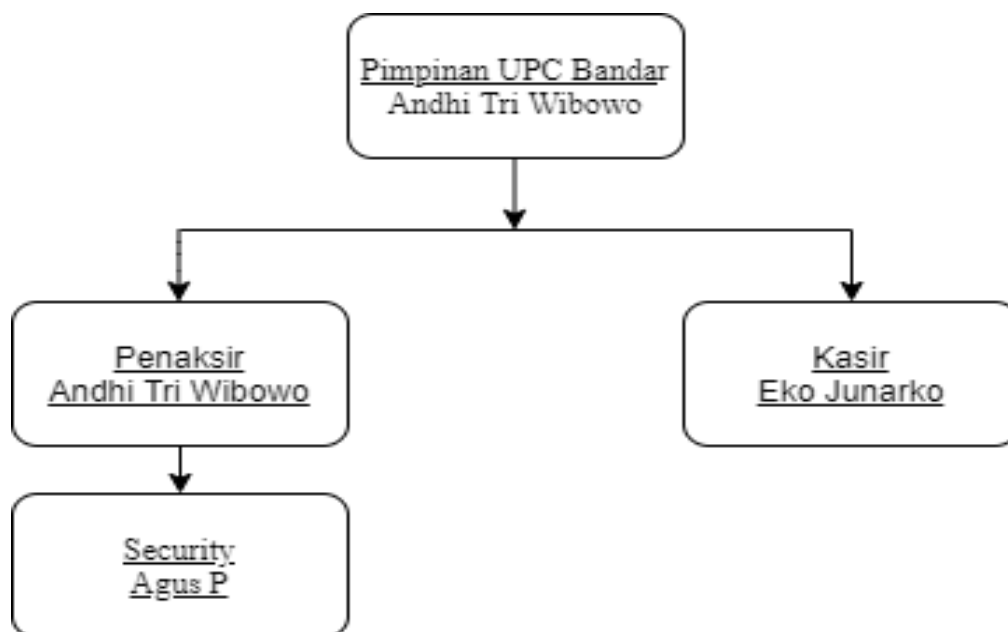 Pimpinan UPC Bandar
Andhi Tri Wibowo
Penaksir
Andhi Tri Wibowo
Kasir
Eko Junarko
Security
Agus P